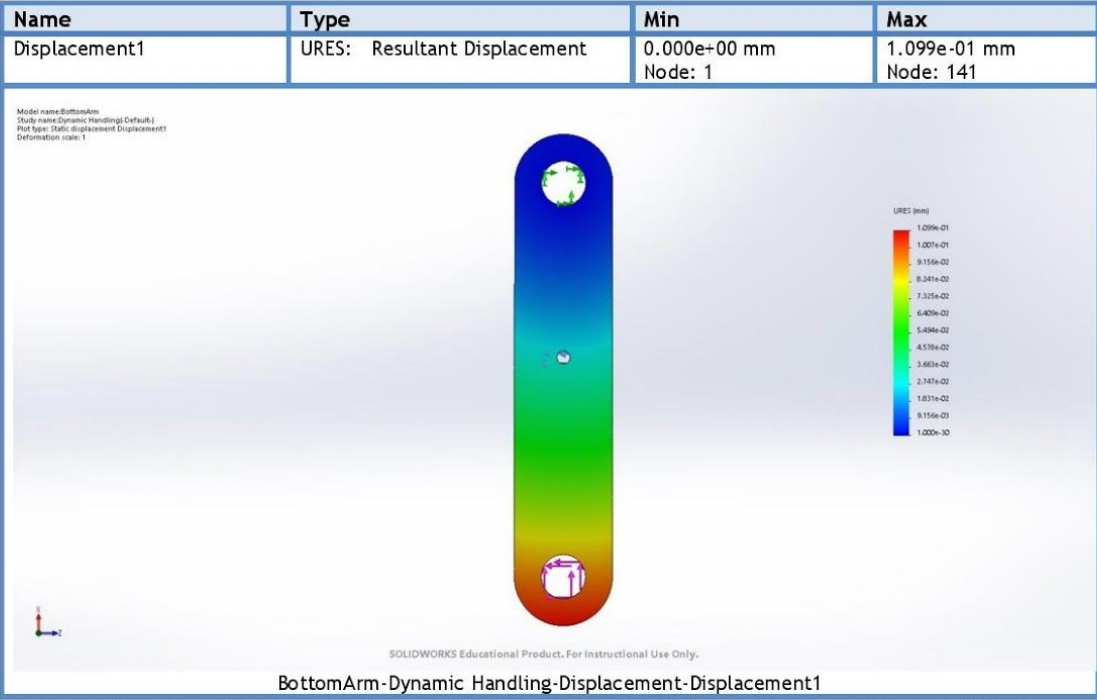 Name Type Min Max
Displacement1 URES: Resultant Displacement 0.000e+00 mm 1.099e-01 mm
Node: 1 Node: 141
Model name:BottomArm
Study name:Dynamic Handling(-Default-)
Plot type: Static displacement Displacement1
Deformation scale: 1
URES (mm)
1.099e-01
1.007e-01
9.156e-02
8.241e-02
7.325e-02
6.409e-02
5.494e-02
4.578e-02
3.663e-02
2.747e-02
1.831e-02
9.156e-03
1.000e-30
X
Z
SOLIDWORKS Educational Product. For Instructional Use Only.
BottomArm-Dynamic Handling-Displacement-Displacement1